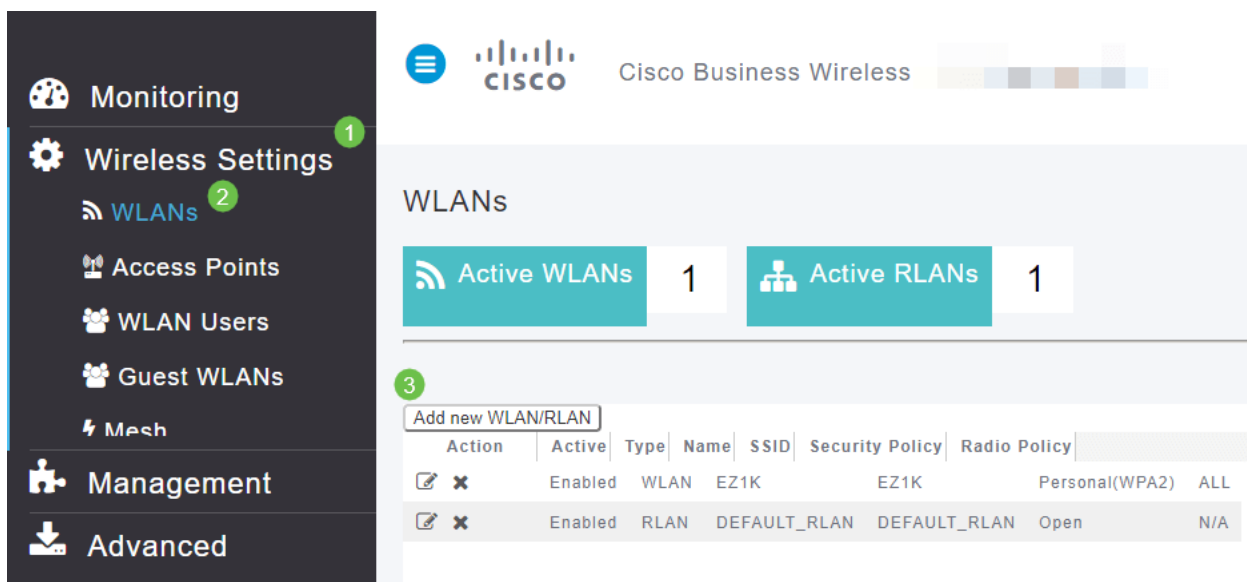 Monitoring
1
Wireless Settings
WLANs 2
Access Points
WLAN Users
Guest WLANs
Mesh
Management
Advanced
CISCO Cisco Business Wireless
WLANs
Active WLANs 1 Active RLANs 1
3
Add new WLAN/RLAN
Action Active Type Name SSID Security Policy Radio Policy
Enabled WLAN EZ1K EZ1K Personal(WPA2) ALL
Enabled RLAN DEFAULT_RLAN DEFAULT_RLAN Open N/A